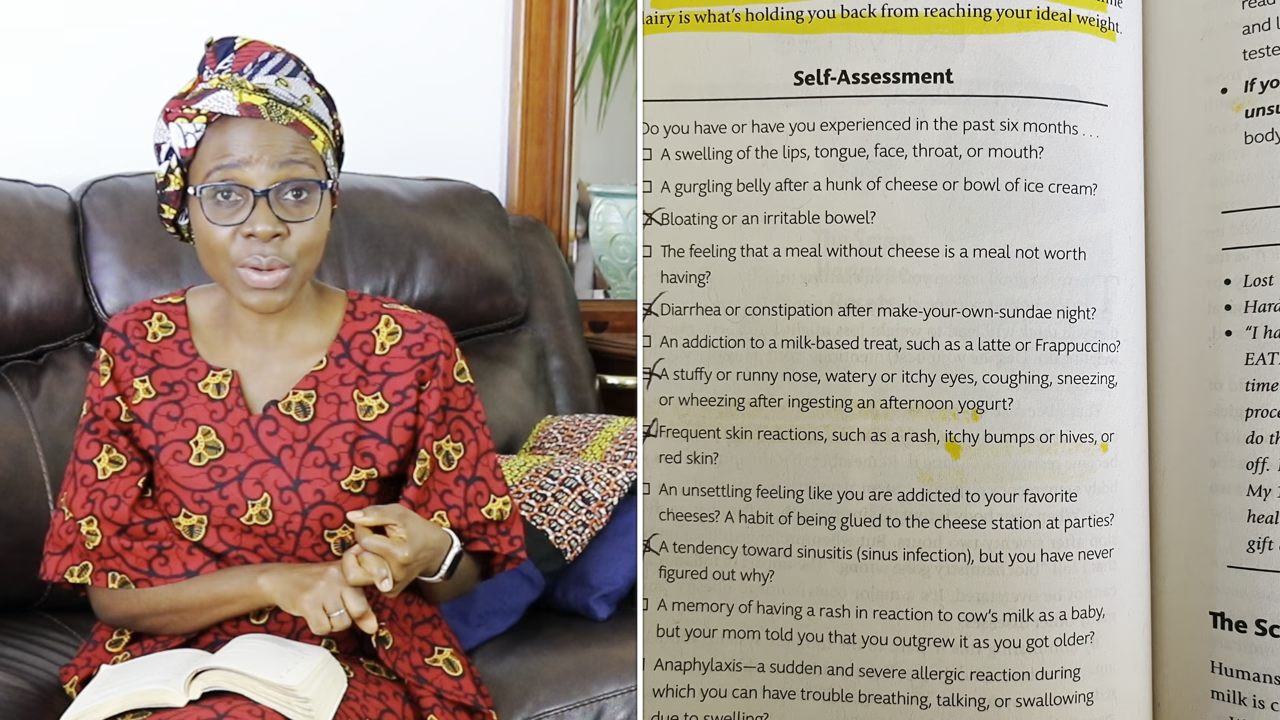 airy is what's holding you back from reaching your ideal weight.
Self-Assessment
Do you have or have you experienced in the past six months ...
A swelling of the lips, tongue, face, throat, or mouth?
A gurgling belly after a hunk of cheese or bowl of ice cream?
Bloating or an irritable bowel?
The feeling that a meal without cheese is a meal not worth
having?
Diarrhea or constipation after make-your-own-sundae night?
An addiction to a milk-based treat, such as a latte or Frappuccino?
A stuffy or runny nose, watery or itchy eyes, coughing, sneezing,
or wheezing after ingesting an afternoon yogurt?
Frequent skin reactions, such as a rash, itchy bumps or hives, or
red skin?
An unsettling feeling like you are addicted to your favorite
cheeses? A habit of being glued to the cheese station at parties?
A tendency toward sinusitis (sinus infection), but you have never
figured out why?
A memory of having a rash in reaction to cow's milk as a baby,
but your mom told you that you outgrew it as you got older?
Anaphylaxis—a sudden and severe allergic reaction during
which you can have trouble breathing, talking, or swallowing
due to swelling?
read
and
teste
• If yo
unsu
body
• Lost
• Hard
• "I ha
EAT
time
proc
do th
off.
My
heal
gift
The Sc
Humans
milk is c